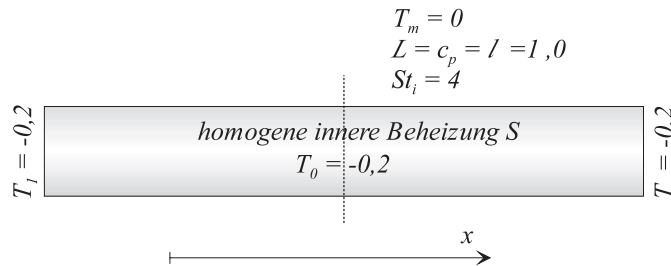 T_m = 0
L = c_p = l =1 ,0
St_i = 4
T_1 = -0,2
homogene innere Beheizung S
T_0 = -0,2
T = -0,2
x